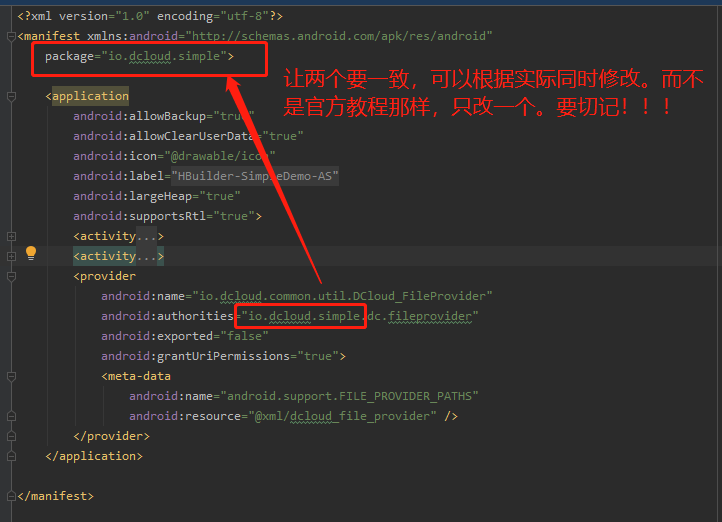 <?xml version="1.0" encoding="utf-8"?>
<manifest xmlns:android="http://schemas.android.com/apk/res/android"
package="io.dcloud.simple">
让两个要一致，可以根据实际同时修改。而不
是官方教程那样，只改一个。要切记！！！
<application
android:allowBackup="true"
android:allowClearUserData="true"
android:icon="@drawable/icon"
android:label="HBuilder-SimpleDemo-AS"
android:largeHeap="true"
android:supportsRtl="true">
<activity...>
<activity...>
<provider
android:name="io.dcloud.common.util.DCloud_FileProvider"
android:authorities="io.dcloud.simple.dc.fileprovider"
android:exported="false"
android:grantUriPermissions="true">
<meta-data
android:name="android.support.FILE_PROVIDER_PATHS"
android:resource="@xml/dcloud_file_provider" />
</provider>
</application>
</manifest>